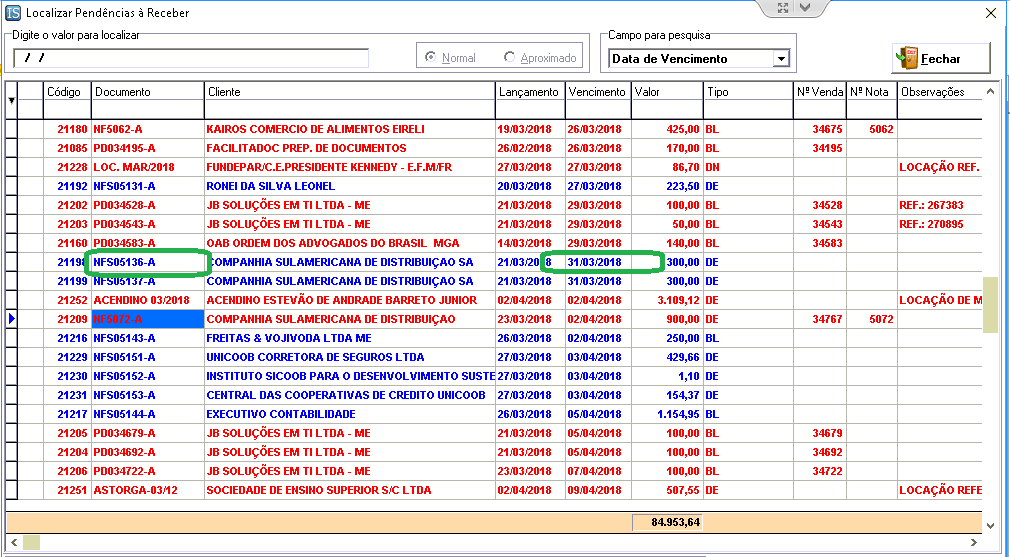 IS Localizar Pendências à Receber
Digite o valor para localizar
/ /
Normal Aproximado
Campo para pesquisa
Data de Vencimento
Fechar
Código Documento Cliente Lançamento Vencimento Valor Tipo Nº Venda Nº Nota Observações
21180 NF5062-A KAIROS COMERCIO DE ALIMENTOS EIRELI 19/03/2018 26/03/2018 425,00 BL 34675 5062
21085 PD034195-A FACILITADOC PREP. DE DOCUMENTOS 26/02/2018 26/03/2018 170,00 BL 34195
21228 LOC. MAR/2018 FUNDEPAR/C.E.PRESIDENTE KENNEDY - E.F.M/FR 27/03/2018 27/03/2018 86,70 DN LOCAÇÃO REF.
21192 NFS05131-A RONEI DA SILVA LEONEL 20/03/2018 27/03/2018 223,50 DE
21202 PD034528-A JB SOLUÇÕES EM TI LTDA - ME 21/03/2018 29/03/2018 100,00 BL 34528 REF.: 267383
21203 PD034543-A JB SOLUÇÕES EM TI LTDA - ME 21/03/2018 29/03/2018 50,00 BL 34543 REF.: 270895
21160 PD034583-A OAB ORDEM DOS ADVOGADOS DO BRASIL MGA 14/03/2018 29/03/2018 140,00 BL 34583
21198 NFS05136-A COMPANHIA SULAMERICANA DE DISTRIBUIÇAO SA 21/03/2018 31/03/2018 300,00 DE
21199 NFS05137-A COMPANHIA SULAMERICANA DE DISTRIBUIÇAO SA 21/03/2018 31/03/2018 300,00 DE
21252 ACENDINO 03/2018 ACENDINO ESTEVÃO DE ANDRADE BARRETO JUNIOR 02/04/2018 02/04/2018 3.109,12 DE LOCAÇÃO DE M
21209 NF5072-A COMPANHIA SULAMERICANA DE DISTRIBUIÇAO 23/03/2018 02/04/2018 900,00 DE 34767 5072
21216 NFS05143-A FREITAS & VOJIVODA LTDA ME 26/03/2018 02/04/2018 250,00 BL
21229 NFS05151-A UNICOOB CORRETORA DE SEGUROS LTDA 27/03/2018 03/04/2018 429,66 DE
21230 NFS05152-A INSTITUTO SICOOB PARA O DESENVOLVIMENTO SUSTE 27/03/2018 03/04/2018 1,10 DE
21231 NFS05153-A CENTRAL DAS COOPERATIVAS DE CREDITO UNICOOB 27/03/2018 03/04/2018 154,37 DE
21217 NFS05144-A EXECUTIVO CONTABILIDADE 26/03/2018 05/04/2018 1.154,95 BL
21205 PD034679-A JB SOLUÇÕES EM TI LTDA - ME 21/03/2018 05/04/2018 100,00 BL 34679
21204 PD034692-A JB SOLUÇÕES EM TI LTDA - ME 21/03/2018 05/04/2018 100,00 BL 34692
21206 PD034722-A JB SOLUÇÕES EM TI LTDA - ME 23/03/2018 07/04/2018 100,00 BL 34722
21251 ASTORGA-03/12 SOCIEDADE DE ENSINO SUPERIOR S/C LTDA 02/04/2018 09/04/2018 507,55 DE LOCAÇÃO REFE
84.953,64